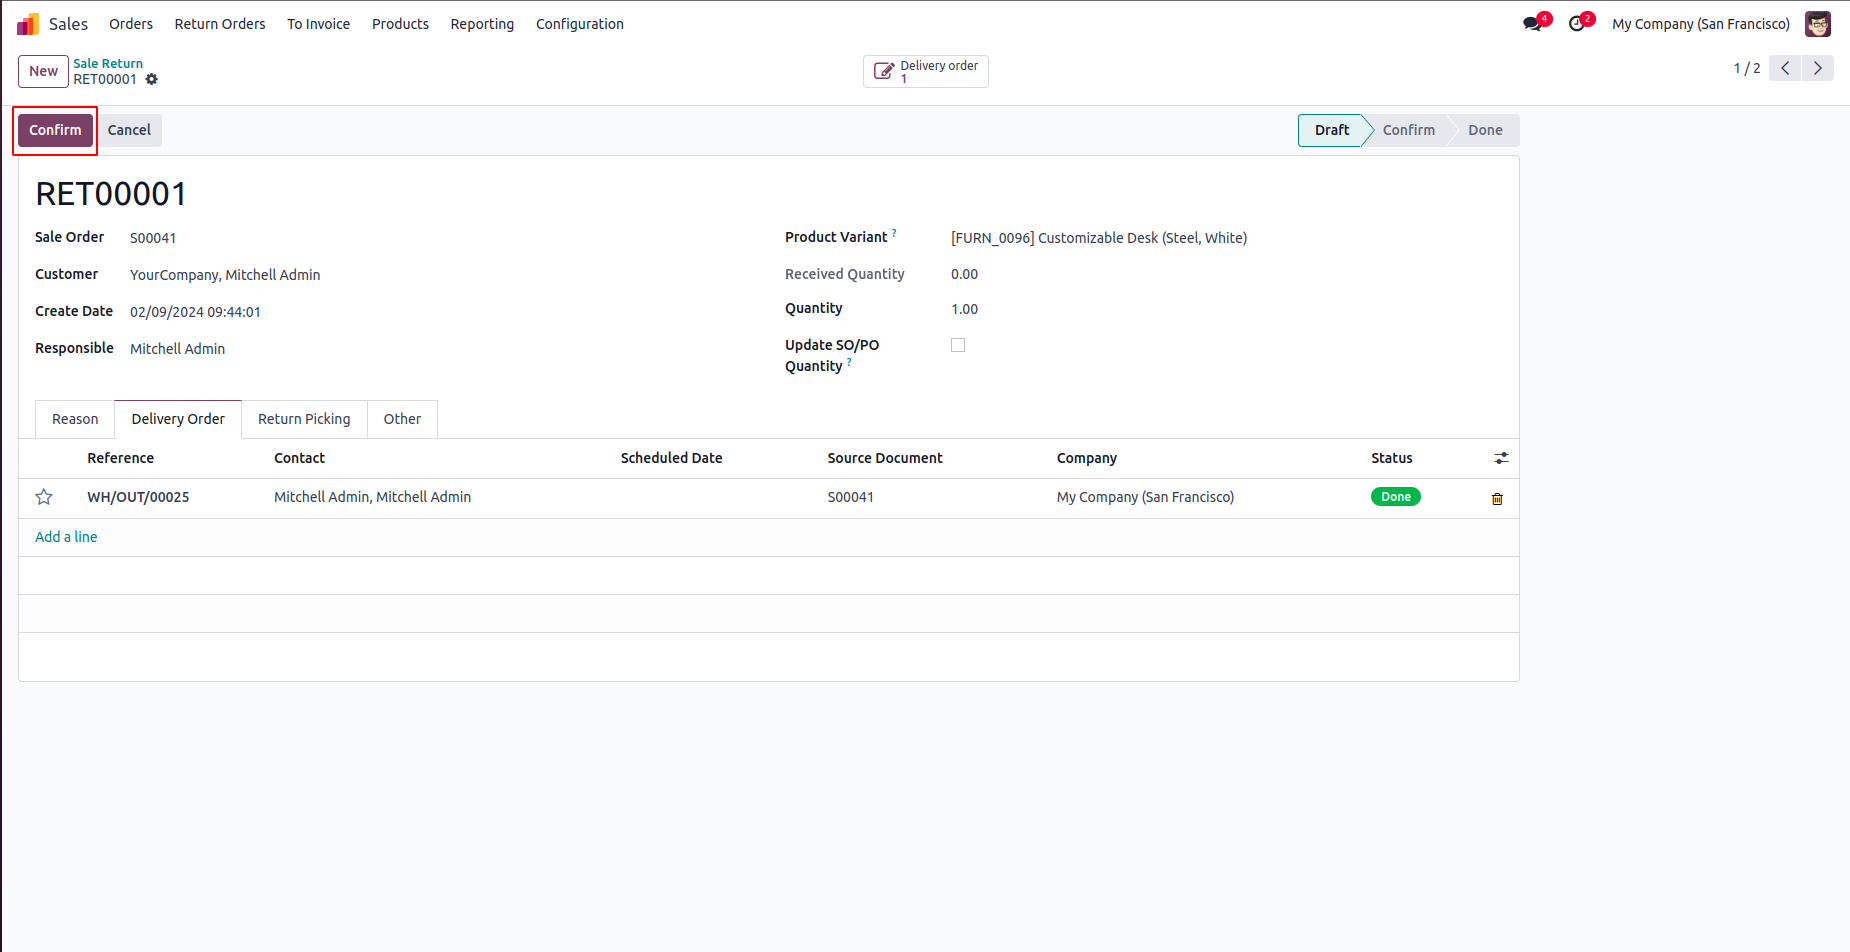 Sales Orders Return Orders To Invoice Products Reporting Configuration 4 2 My Company (San Francisco)
New Sale Return RET00001 Delivery order 1 1 / 2
Confirm Cancel Draft Confirm Done
RET00001
Sale Order S00041 Product Variant ? [FURN_0096] Customizable Desk (Steel, White)
Customer YourCompany, Mitchell Admin Received Quantity 0.00
Create Date 02/09/2024 09:44:01 Quantity 1.00
Responsible Mitchell Admin Update SO/PO
Quantity ?
Reason Delivery Order Return Picking Other
Reference Contact Scheduled Date Source Document Company Status
WH/OUT/00025 Mitchell Admin, Mitchell Admin S00041 My Company (San Francisco) Done
Add a line